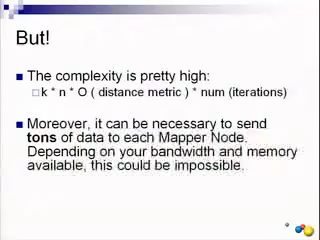 But!
The complexity is pretty high:
k * n * O ( distance metric ) * num (iterations)
Moreover, it can be necessary to send
tons of data to each Mapper Node.
Depending on your bandwidth and memory
available, this could be impossible.